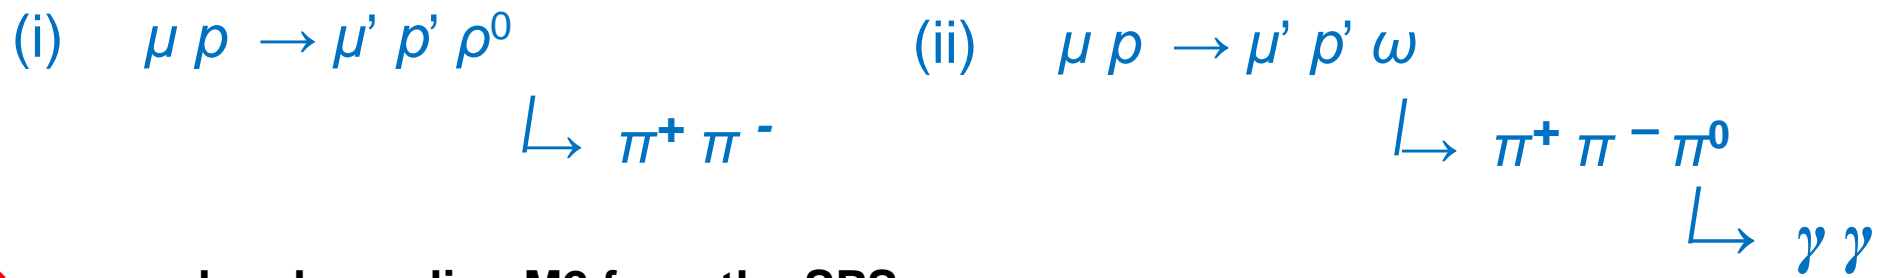 (i) μ p → μ’ p’ ρ⁰ (ii) μ p → μ’ p’ ω
→ π⁺ π ⁻ → π⁺ π ⁻ π⁰
→ γ γ